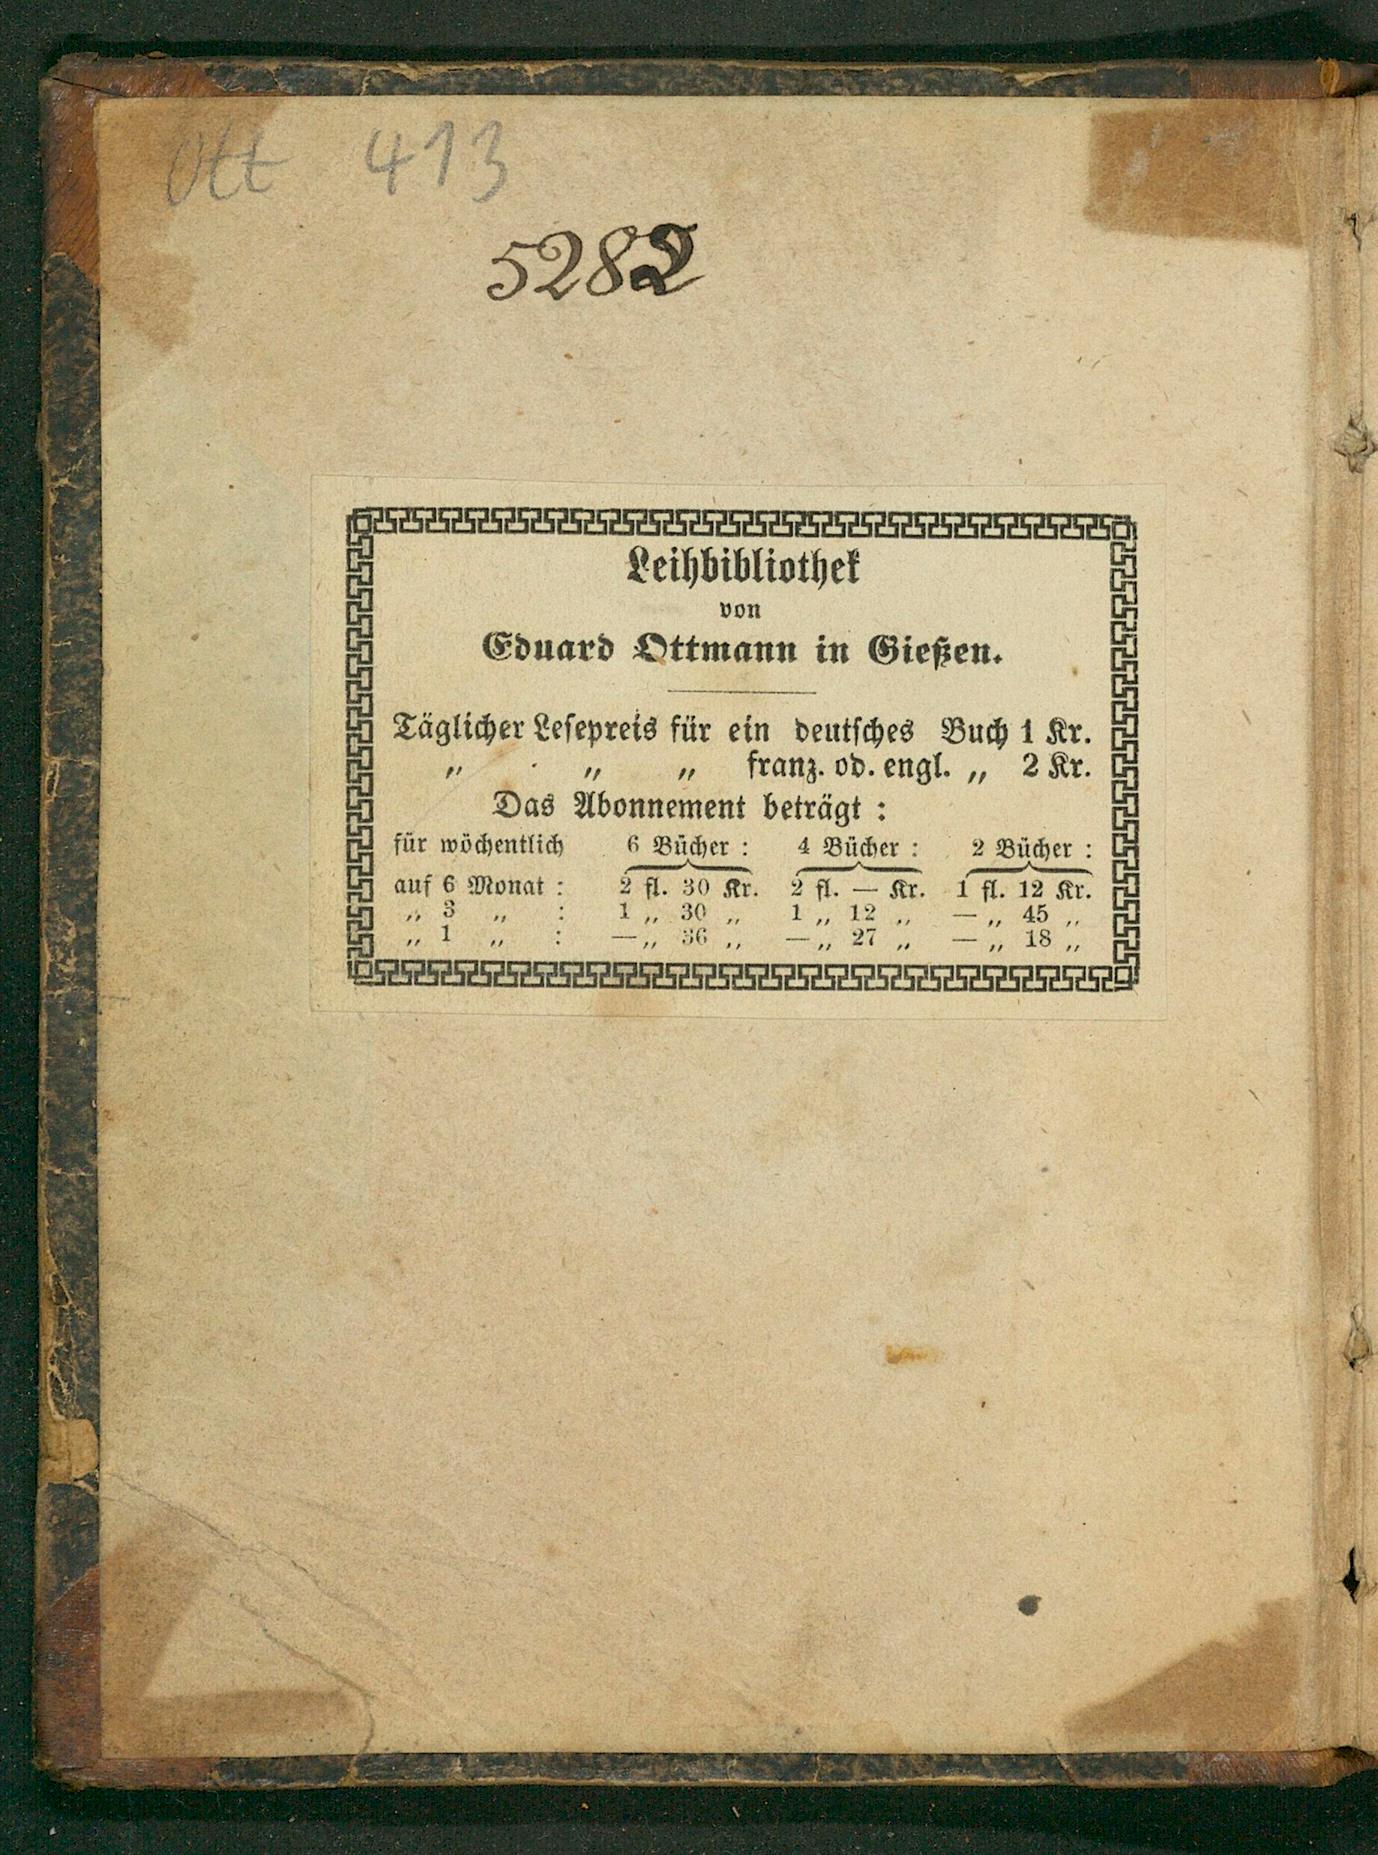 Ott 413
5282
Leihbibliothek
von
Eduard Ottmann in Gießen.
Täglicher Lesepreis für ein deutsches Buch 1 Kr.
„ „ „ franz. od. engl. „ 2 Kr.
Das Abonnement beträgt :
für wöchentlich 6 Bücher : 4 Bücher : 2 Bücher :
auf 6 Monat : 2 fl. 30 Kr. 2 fl. — Kr. 1 fl. 12 Kr.
„ 3 „ : 1 „ 30 „ 1 „ 12 „ — „ 45 „
„ 1 „ : — „ 36 „ — „ 27 „ — „ 18 „